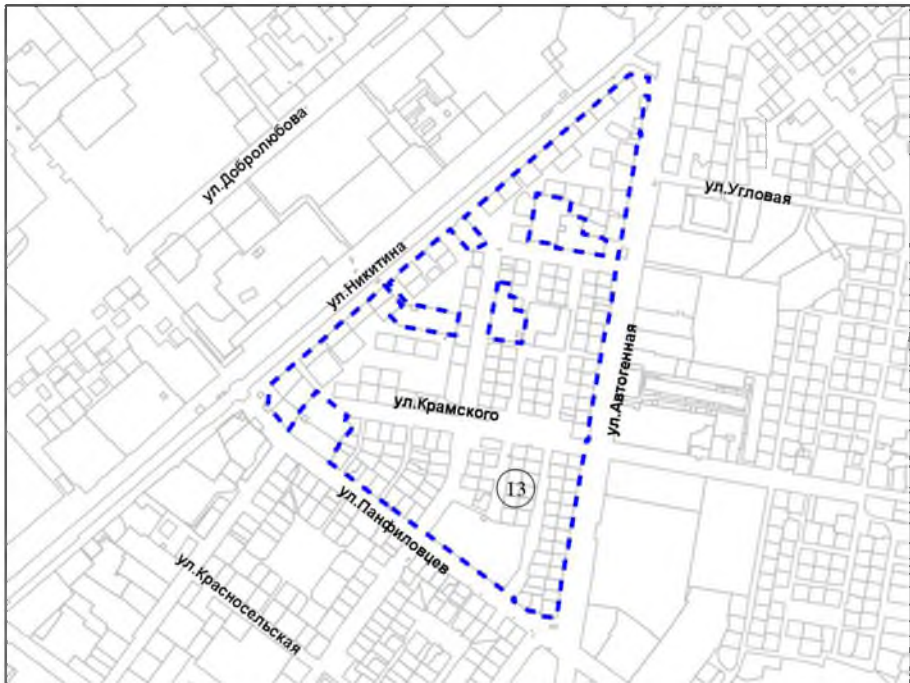 ул.Добролюбова
ул.Угловая
ул.Никитина
ул.Автогенная
ул.Крамского
13
ул.Панфиловцев
ул.Красносельская